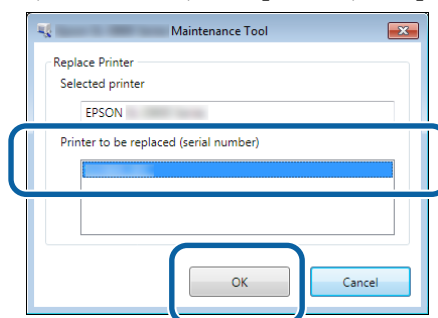 Maintenance Tool
Replace Printer
Selected printer
EPSON
Printer to be replaced (serial number)
OK
Cancel